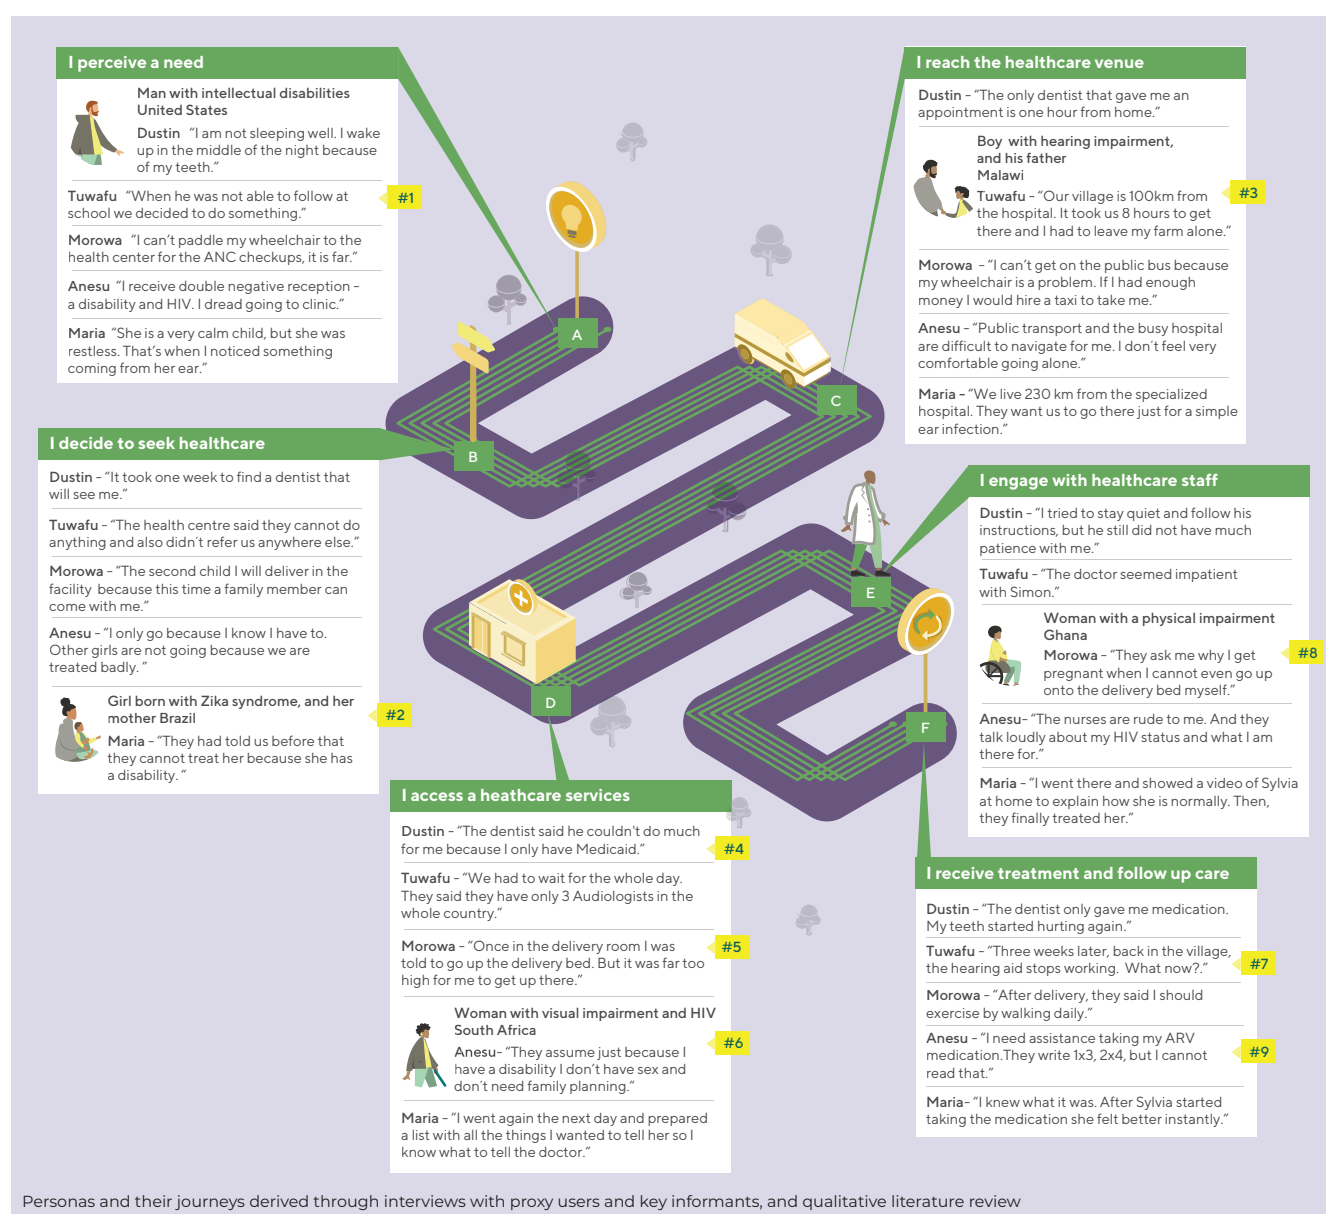 I perceive a need
Man with intellectual disabilities
United States
Dustin "I am not sleeping well. I wake
up in the middle of the night because
of my teeth."
Tuwafu "When he was not able to follow at
school we decided to do something."
#1
Morowa "I can't paddle my wheelchair to the
health center for the ANC checkups, it is far."
Anesu "I receive double negative reception –
a disability and HIV. I dread going to clinic."
Maria "She is a very calm child, but she was
restless. That's when I noticed something
coming from her ear."
A
B
C
D
E
F
I decide to seek healthcare
Dustin – "It took one week to find a dentist that
will see me."
Tuwafu – "The health centre said they cannot do
anything and also didn't refer us anywhere else."
Morowa – "The second child I will deliver in the
facility because this time a family member can
come with me."
Anesu – "I only go because I know I have to.
Other girls are not going because we are
treated badly. "
Girl born with Zika syndrome, and her
mother Brazil
#2
Maria – "They had told us before that
they cannot treat her because she has
a disability. "
I reach the healthcare venue
Dustin – "The only dentist that gave me an
appointment is one hour from home."
Boy with hearing impairment,
and his father
Malawi
#3
Tuwafu – "Our village is 100km from
the hospital. It took us 8 hours to get
there and I had to leave my farm alone."
Morowa – "I can't get on the public bus because
my wheelchair is a problem. If I had enough
money I would hire a taxi to take me."
Anesu – "Public transport and the busy hospital
are difficult to navigate for me. I don´t feel very
comfortable going alone."
Maria – "We live 230 km from the specialized
hospital. They want us to go there just for a simple
ear infection."
I access a heathcare services
Dustin – "The dentist said he couldn't do much
for me because I only have Medicaid."
#4
Tuwafu – "We had to wait for the whole day.
They said they have only 3 Audiologists in the
whole country."
Morowa – "Once in the delivery room I was
told to go up the delivery bed. But it was far too
high for me to get up there."
#5
Woman with visual impairment and HIV
South Africa
Anesu– "They assume just because I
have a disability I don´t have sex and
don´t need family planning."
#6
Maria – "I went again the next day and prepared
a list with all the things I wanted to tell her so I
know what to tell the doctor."
I engage with healthcare staff
Dustin – "I tried to stay quiet and follow his
instructions, but he still did not have much
patience with me."
Tuwafu – "The doctor seemed impatient
with Simon."
Woman with a physical impairment
Ghana
Morowa – "They ask me why I get
pregnant when I cannot even go up
onto the delivery bed myself."
#8
Anesu– "The nurses are rude to me. And they
talk loudly about my HIV status and what I am
there for."
Maria – "I went there and showed a video of Sylvia
at home to explain how she is normally. Then,
they finally treated her."
I receive treatment and follow up care
Dustin – "The dentist only gave me medication.
My teeth started hurting again."
Tuwafu – "Three weeks later, back in the village,
the hearing aid stops working. What now?."
#7
Morowa – "After delivery, they said I should
exercise by walking daily."
Anesu – "I need assistance taking my ARV
medication.They write 1x3, 2x4, but I cannot
read that."
#9
Maria– "I knew what it was. After Sylvia started
taking the medication she felt better instantly."
Personas and their journeys derived through interviews with proxy users and key informants, and qualitative literature review